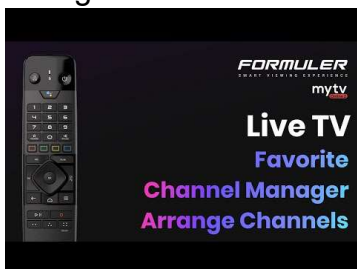 FORMULER
SMART VIEWING EXPERIENCE
mytv
Live TV
Favorite
Channel Manager
Arrange Channels